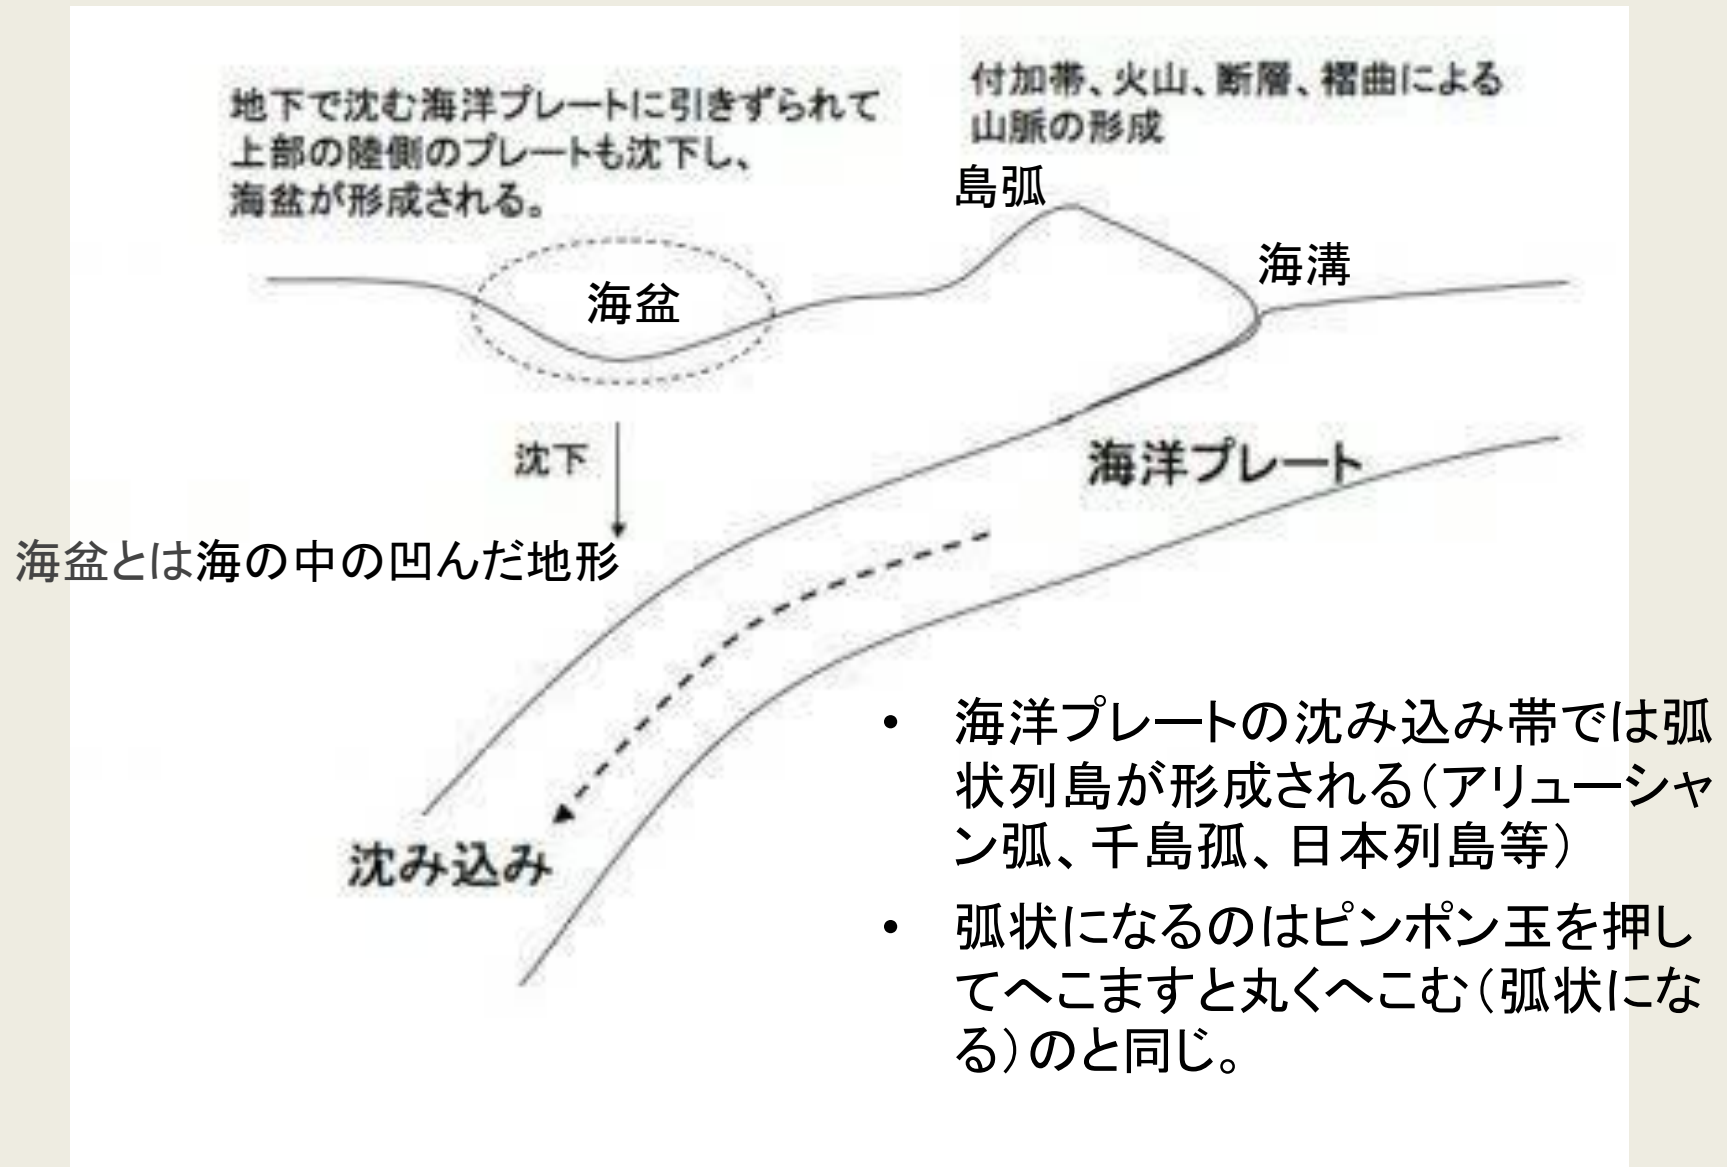 地下で沈む海洋プレートに引きずられて
上部の陸側のプレートも沈下し、
海盆が形成される。
付加帯、火山、断層、褶曲による
山脈の形成
島弧
海溝
海盆
沈下
海洋プレート
海盆とは海の中の凹んだ地形
沈み込み
• 海洋プレートの沈み込み帯では弧
状列島が形成される（アリューシャ
ン弧、千島孤、日本列島等）
• 弧状になるのはピンポン玉を押し
てへこますと丸くへこむ（弧状にな
る）のと同じ。